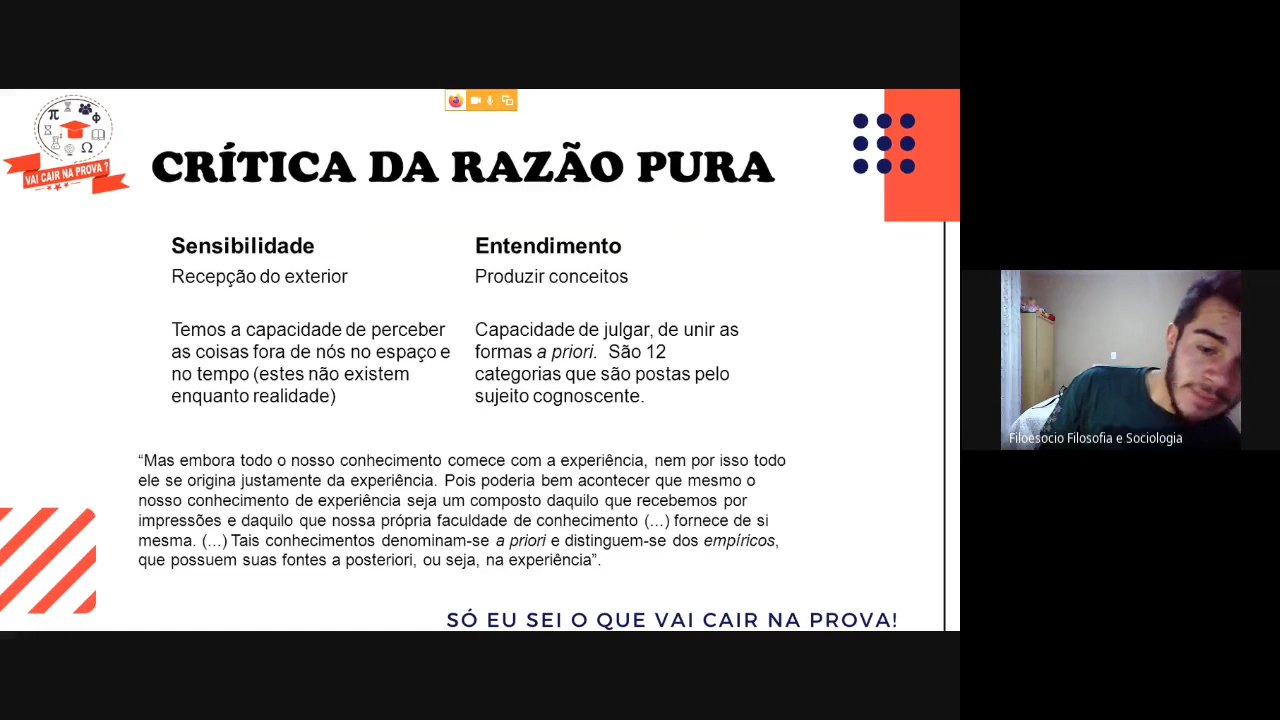 VAI CAIR NA PROVA ?
CRÍTICA DA RAZÃO PURA
Sensibilidade
Recepção do exterior
Temos a capacidade de perceber
as coisas fora de nós no espaço e
no tempo (estes não existem
enquanto realidade)
Entendimento
Produzir conceitos
Capacidade de julgar, de unir as
formas a priori. São 12
categorias que são postas pelo
sujeito cognoscente.
“Mas embora todo o nosso conhecimento comece com a experiência, nem por isso todo
ele se origina justamente da experiência. Pois poderia bem acontecer que mesmo o
nosso conhecimento de experiência seja um composto daquilo que recebemos por
impressões e daquilo que nossa própria faculdade de conhecimento (...) fornece de si
mesma. (...) Tais conhecimentos denominam-se a priori e distinguem-se dos empíricos,
que possuem suas fontes a posteriori, ou seja, na experiência”.
SÓ EU SEI O QUE VAI CAIR NA PROVA!
Filoesocio Filosofia e Sociologia